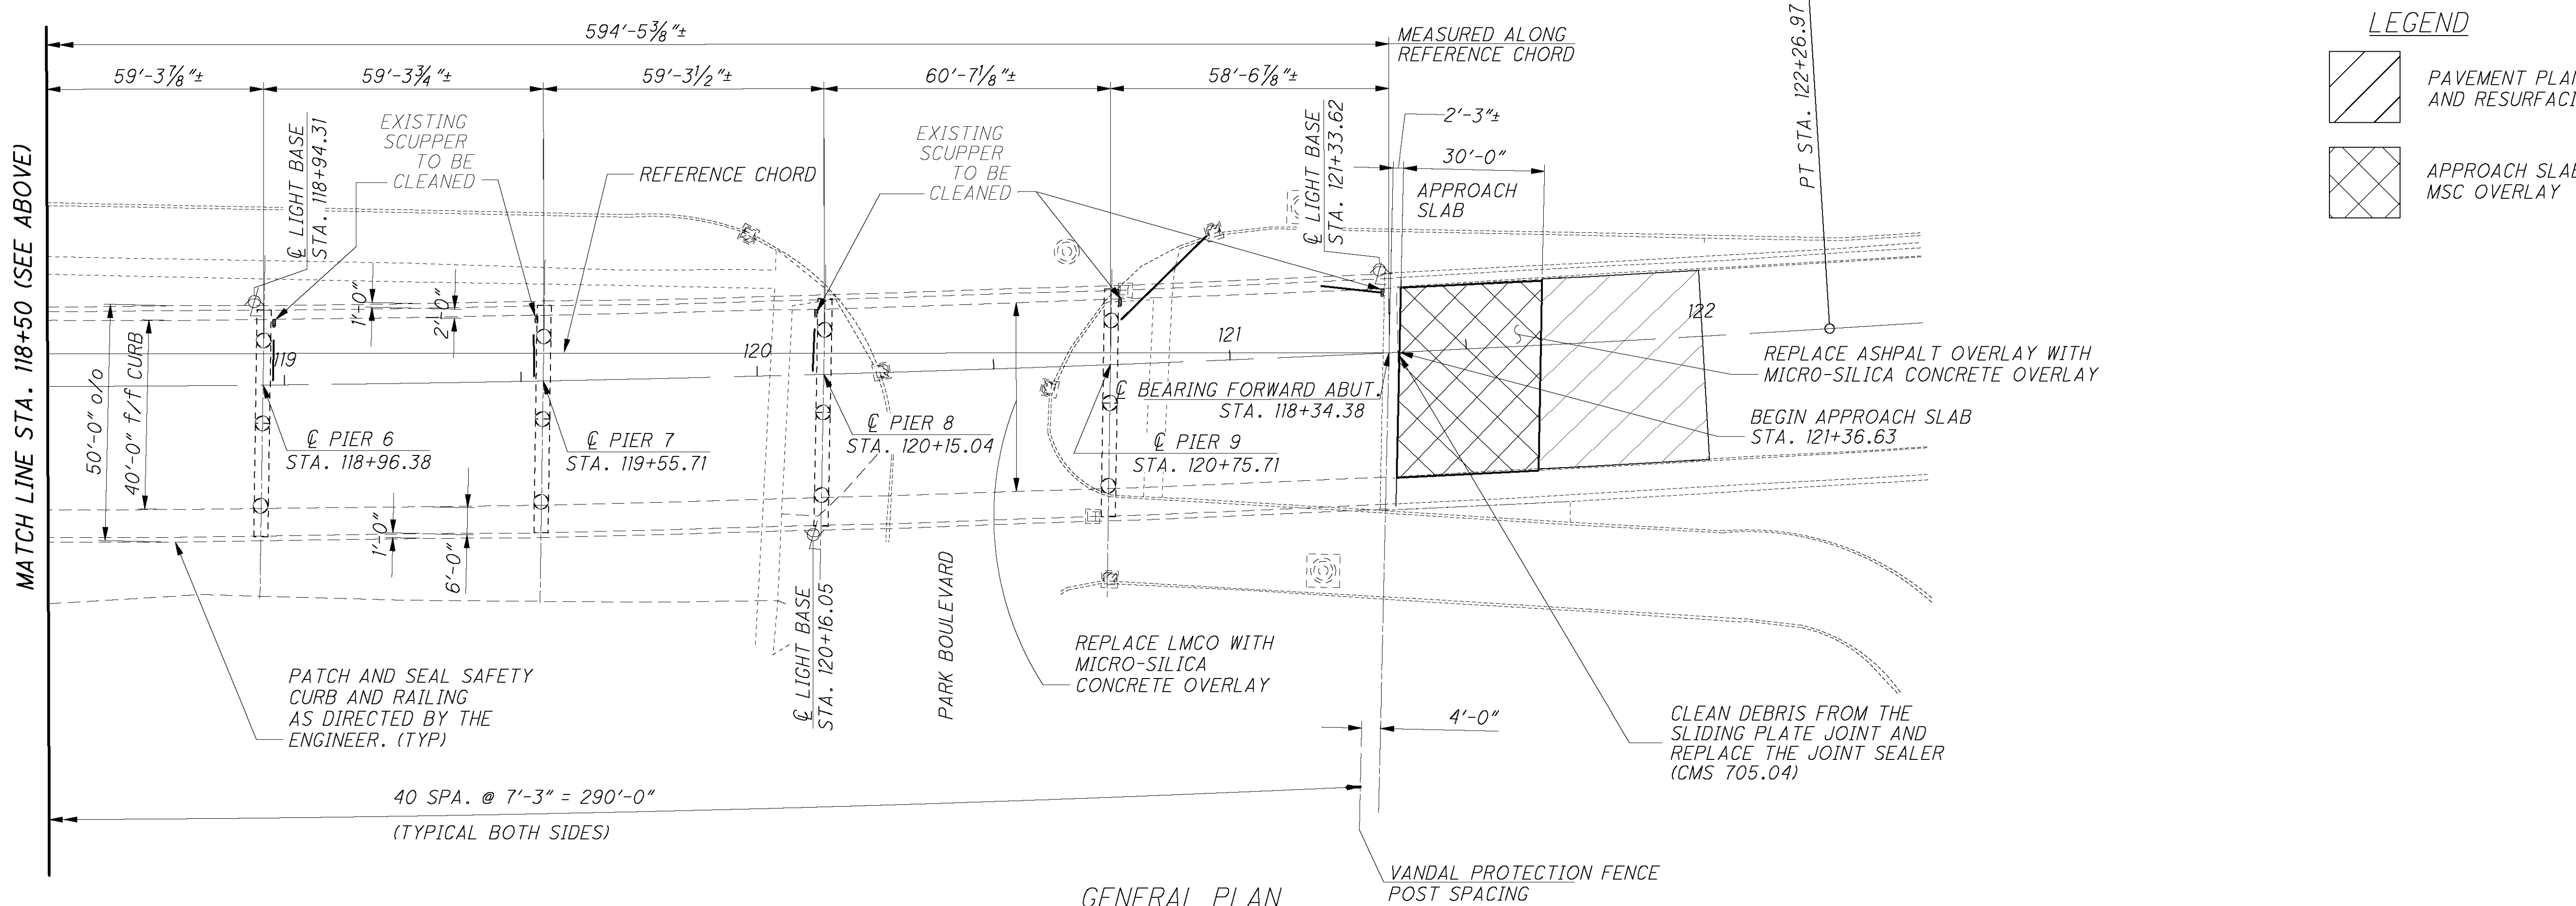 594'-5⅜"±
MEASURED ALONG
REFERENCE CHORD
59'-3⅞"±
59'-3¾"±
59'-3½"±
60'-7⅛"±
58'-6⅞"±
2'-3"±
30'-0"
APPROACH
SLAB
PT STA. 122+26.97
LEGEND
PAVEMENT PLAN
AND RESURFACI
APPROACH SLAB
MSC OVERLAY
MATCH LINE STA. 118+50 (SEE ABOVE)
℄ LIGHT BASE
STA. 118+94.31
EXISTING
SCUPPER
TO BE
CLEANED
REFERENCE CHORD
EXISTING
SCUPPER
TO BE
CLEANED
℄ LIGHT BASE
STA. 121+33.62
1'-0"
2'-0"
50'-0" o/o
40'-0" f/f CURB
119
120
121
122
℄ PIER 6
STA. 118+96.38
℄ PIER 7
STA. 119+55.71
℄ PIER 8
STA. 120+15.04
℄ PIER 9
STA. 120+75.71
℄ BEARING FORWARD ABUT.
STA. 118+34.38
REPLACE ASHPALT OVERLAY WITH
MICRO-SILICA CONCRETE OVERLAY
BEGIN APPROACH SLAB
STA. 121+36.63
1'-0"
6'-0"
℄ LIGHT BASE
STA. 120+16.05
PARK BOULEVARD
REPLACE LMCO WITH
MICRO-SILICA
CONCRETE OVERLAY
PATCH AND SEAL SAFETY
CURB AND RAILING
AS DIRECTED BY THE
ENGINEER. (TYP)
4'-0"
CLEAN DEBRIS FROM THE
SLIDING PLATE JOINT AND
REPLACE THE JOINT SEALER
(CMS 705.04)
40 SPA. @ 7'-3" = 290'-0"
(TYPICAL BOTH SIDES)
VANDAL PROTECTION FENCE
POST SPACING
GENERAL PLAN